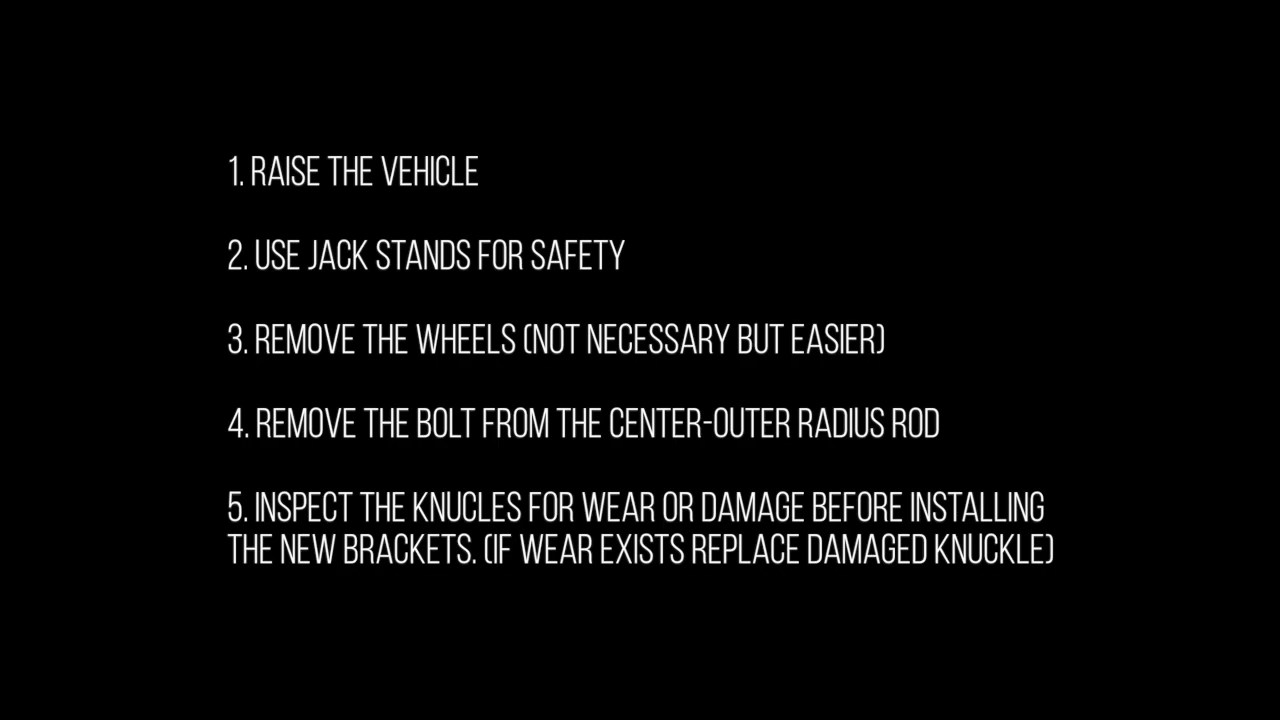 1. RAISE THE VEHICLE
2. USE JACK STANDS FOR SAFETY
3. REMOVE THE WHEELS (NOT NECESSARY BUT EASIER)
4. REMOVE THE BOLT FROM THE CENTER-OUTER RADIUS ROD
5. INSPECT THE KNUCLES FOR WEAR OR DAMAGE BEFORE INSTALLING
THE NEW BRACKETS. (IF WEAR EXISTS REPLACE DAMAGED KNUCKLE)